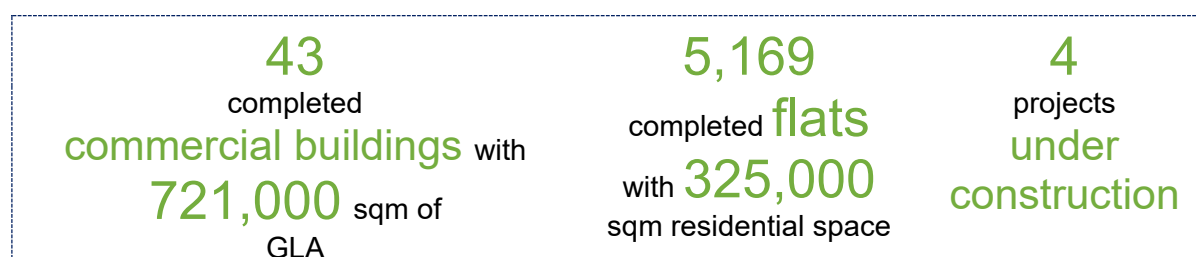 43
completed
commercial buildings with
721,000 sqm of
GLA
5,169
completed flats
with 325,000
sqm residential space
4
projects
under
construction